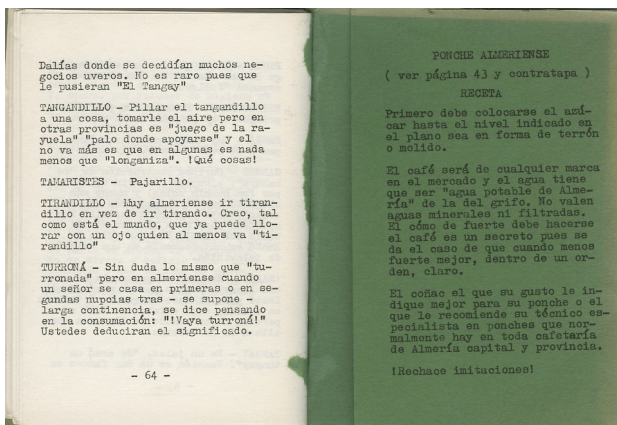 Dalías donde se decidían muchos ne-
gocios uveros. No es raro pues que
le pusieran "El Tangay"
TANGANDILLO - Pillar el tangandillo
a una cosa, tomarle el aire pero en
otras provincias es "juego de la ra-
yuela" "palo donde apoyarse" y el
no va más es que en algunas es nada
menos que "longaniza". !Qué cosas!
TAMARISTES - Pajarillo.
TIRANDILLO - Muy almeriense ir tiran-
dillo en vez de ir tirando. Creo, tal
como está el mundo, que ya puede llo-
rar con un ojo quien al menos va "ti-
randillo"
TURRONÁ - Sin duda lo mismo que "tu-
rronada" pero en almeriense cuando
un señor se casa en primeras o en se-
gundas nupcias tras - se supone -
larga continencia, se dice pensando
en la consumación: "!Vaya turroná!"
Ustedes deduciran el significado.
- 64 -
PONCHE ALMERIENSE
( ver página 43 y contratapa )
RECETA
Primero debe colocarse el azú-
car hasta el nivel indicado en
el plano sea en forma de terrón
o molido.
El café será de cualquier marca
en el mercado y el agua tiene
que ser "agua potable de Alme-
ría" de la del grifo. No valen
aguas minerales ni filtradas.
El cómo de fuerte debe hacerse
el café es un secreto pues se
da el caso de que cuando menos
fuerte mejor, dentro de un or-
den, claro.
El coñac el que su gusto le in-
dique mejor para su ponche o el
que le recomiende su técnico es-
pecialista en ponches que nor-
malmente hay en toda cafetaría
de Almería capital y provincia.
!Rechace imitaciones!